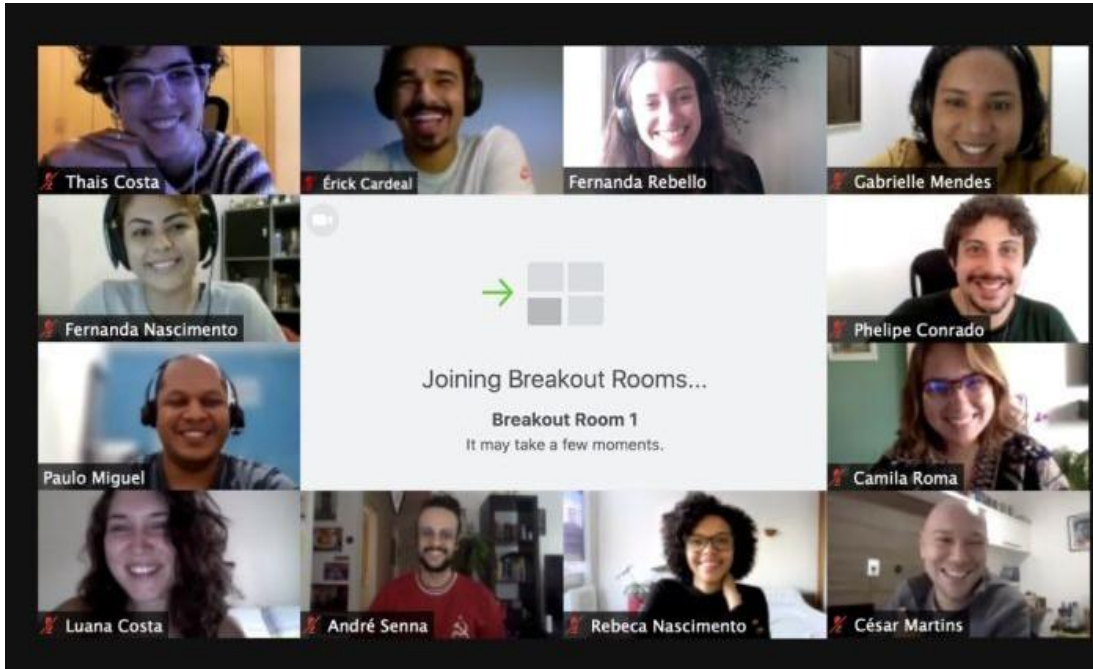 Thais Costa
Érick Cardeal
Fernanda Rebello
Gabrielle Mendes
Fernanda Nascimento
Joining Breakout Rooms...
Breakout Room 1
It may take a few moments.
Phelipe Conrado
Paulo Miguel
Camila Roma
Luana Costa
André Senna
Rebeca Nascimento
César Martins